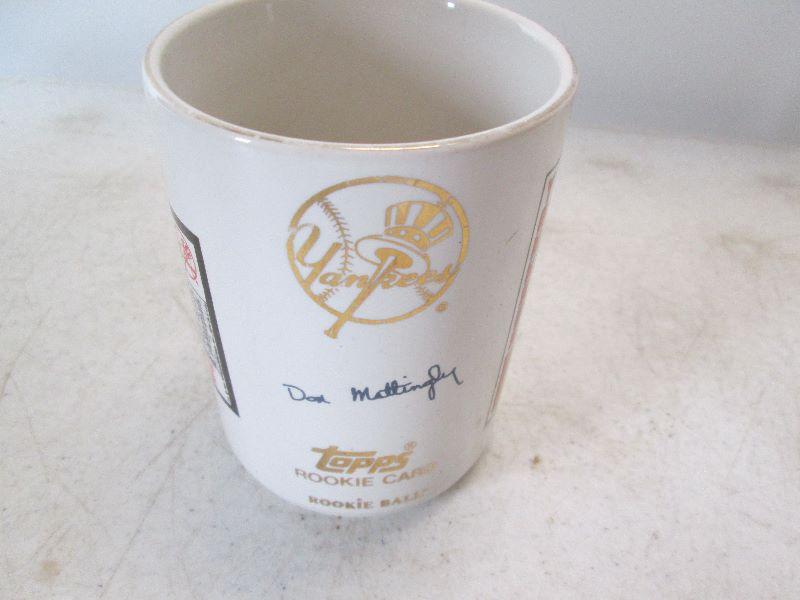 Yankees
®
Don Mattingly
topps®
ROOKIE CARD
ROOKIE BALL